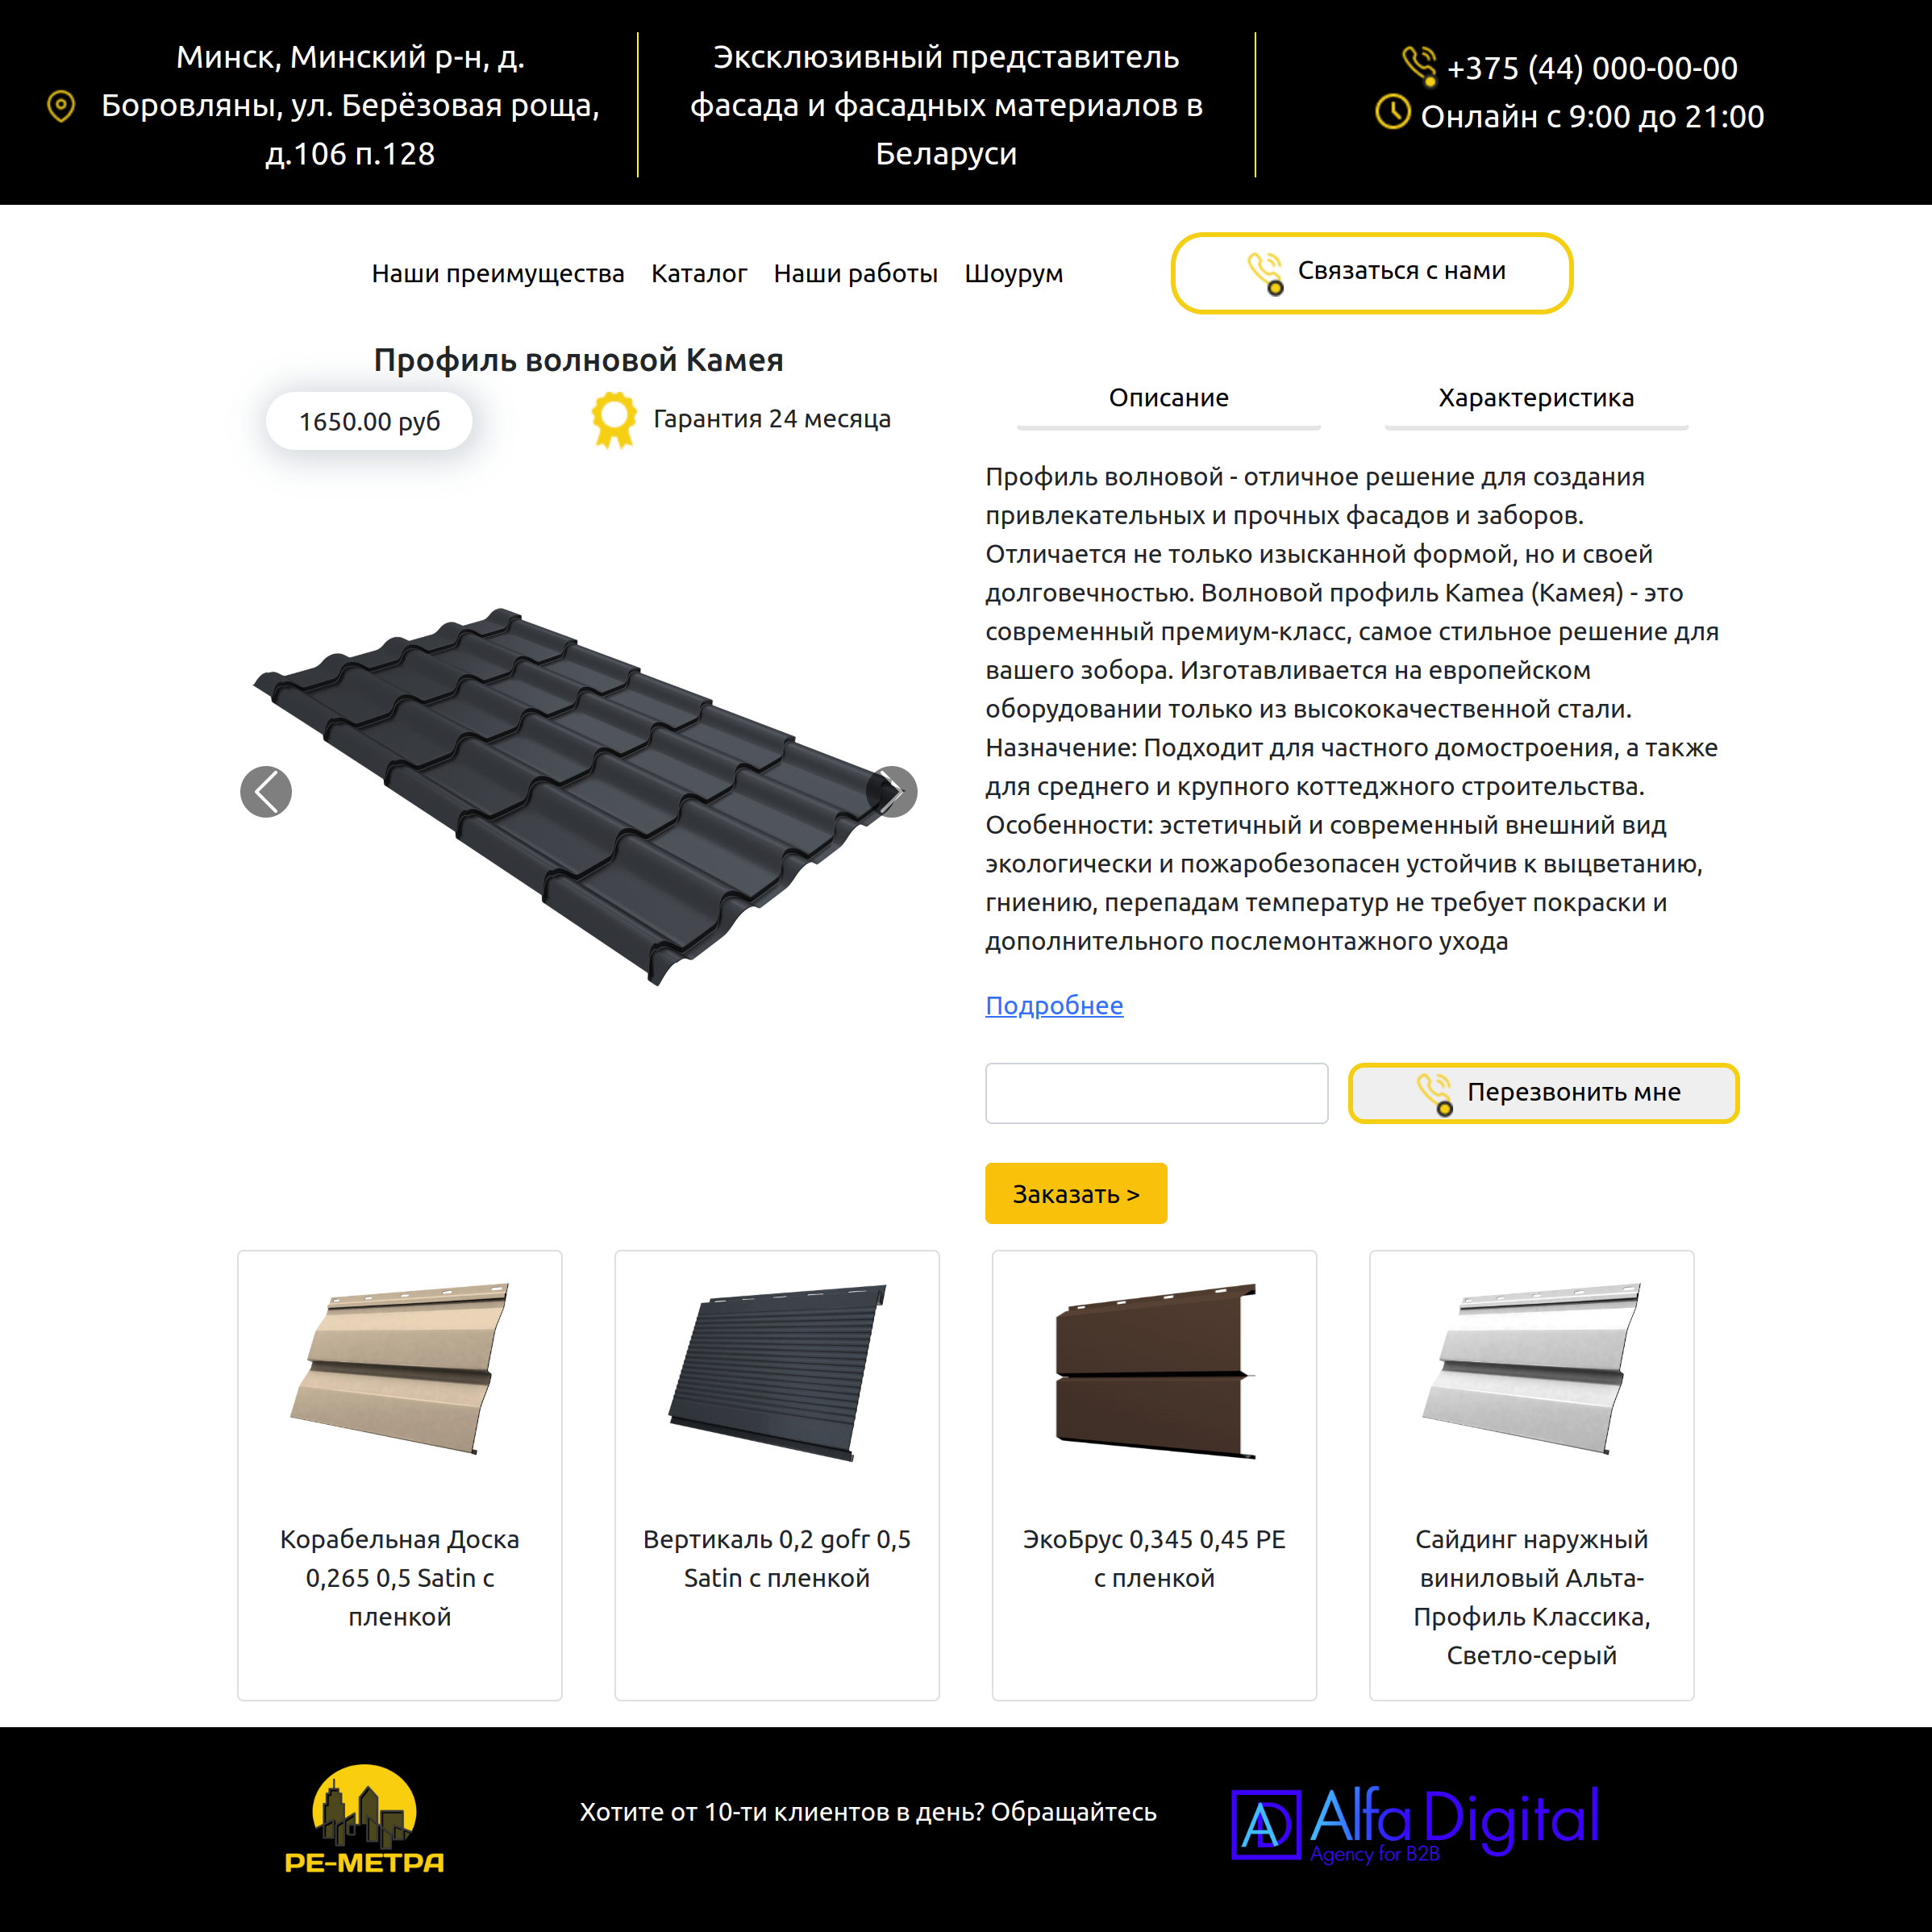 Минск, Минский р-н, д.
Боровляны, ул. Берёзовая роща,
д.106 п.128
Эксклюзивный представитель
фасада и фасадных материалов в
Беларуси
+375 (44) 000-00-00
Онлайн с 9:00 до 21:00
Наши преимущества Каталог Наши работы Шоурум
Связаться с нами
Профиль волновой Камея
1650.00 руб
Гарантия 24 месяца
Описание
Характеристика
Профиль волновой - отличное решение для создания
привлекательных и прочных фасадов и заборов.
Отличается не только изысканной формой, но и своей
долговечностью. Волновой профиль Kamea (Камея) - это
современный премиум-класс, самое стильное решение для
вашего зобора. Изготавливается на европейском
оборудовании только из высококачественной стали.
Назначение: Подходит для частного домостроения, а также
для среднего и крупного коттеджного строительства.
Особенности: эстетичный и современный внешний вид
экологически и пожаробезопасен устойчив к выцветанию,
гниению, перепадам температур не требует покраски и
дополнительного послемонтажного ухода
Подробнее
Перезвонить мне
Заказать >
Корабельная Доска
0,265 0,5 Satin с
пленкой
Вертикаль 0,2 gofr 0,5
Satin с пленкой
ЭкоБрус 0,345 0,45 PE
с пленкой
Сайдинг наружный
виниловый Альта-
Профиль Классика,
Светло-серый
РЕ-МЕТРА
Хотите от 10-ти клиентов в день? Обращайтесь
AD
Alfa Digital
Agency for B2B